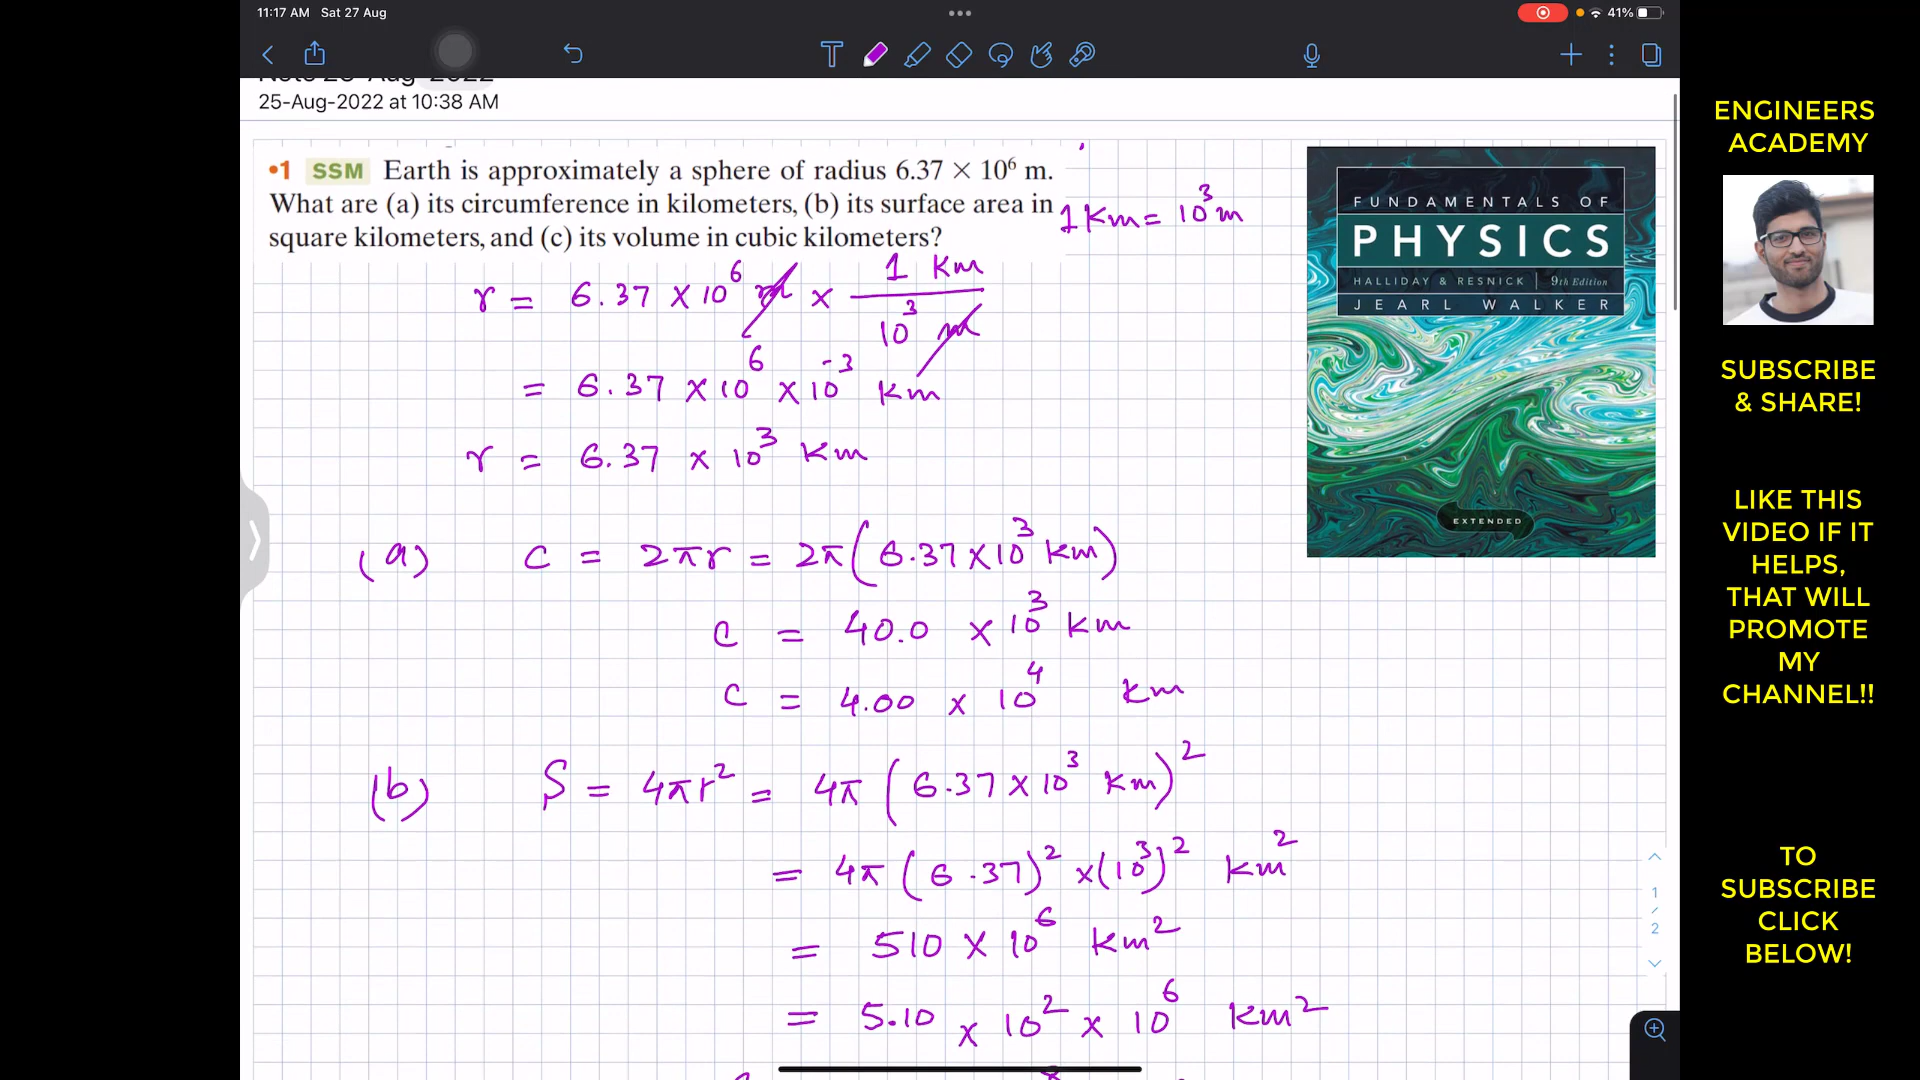 11:17 AM Sat 27 Aug
41%
25-Aug-2022 at 10:38 AM
•1 SSM Earth is approximately a sphere of radius 6.37 × 10⁶ m.
What are (a) its circumference in kilometers, (b) its surface area in
square kilometers, and (c) its volume in cubic kilometers?
1 Km = 10³ m
r = 6.37 × 10⁶ m × 1 Km / 10³ m
= 6.37 × 10⁶ × 10⁻³ Km
r = 6.37 × 10³ Km
(a) C = 2πr = 2π(6.37×10³ km)
C = 40.0 × 10³ km
C = 4.00 × 10⁴ km
(b) S = 4πr² = 4π (6.37 × 10³ km)²
= 4π (6.37)² ×(10³)² km²
= 510 × 10⁶ km²
= 5.10 × 10² × 10⁶ km²
FUNDAMENTALS OF
PHYSICS
HALLIDAY & RESNICK | 9th Edition
JEARL WALKER
EXTENDED
1
/
2
ENGINEERS
ACADEMY
SUBSCRIBE
& SHARE!
LIKE THIS
VIDEO IF IT
HELPS,
THAT WILL
PROMOTE
MY
CHANNEL!!
TO
SUBSCRIBE
CLICK
BELOW!